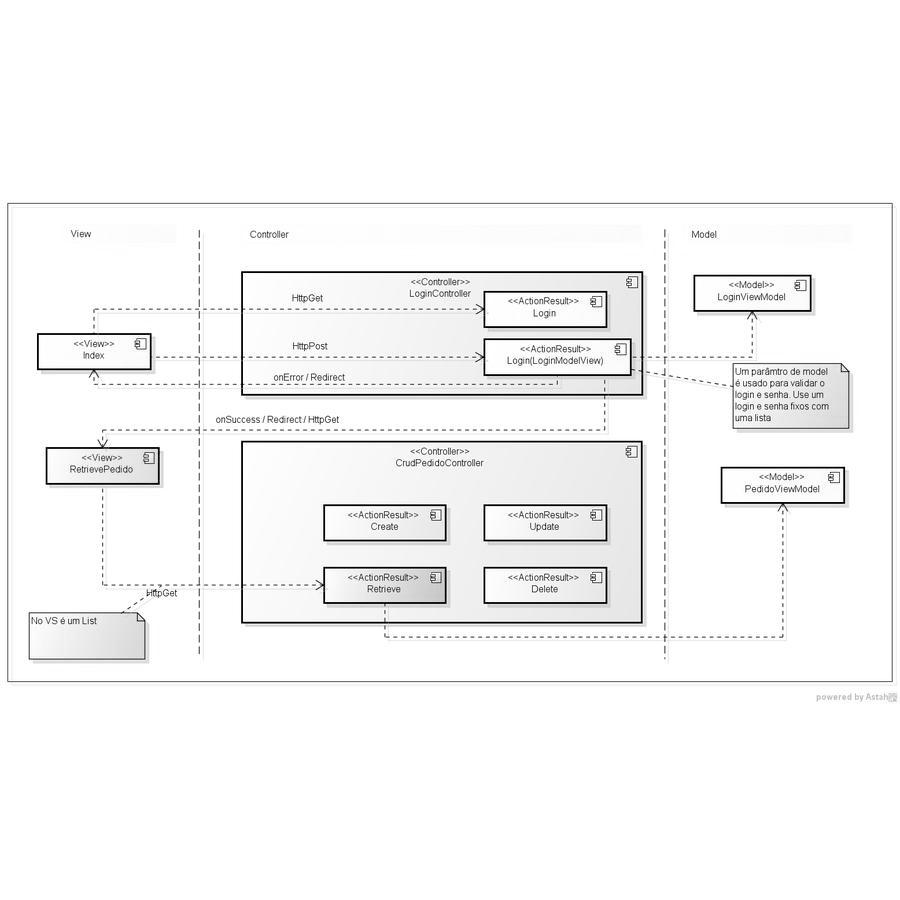 View
Controller
Model
<<Controller>>
LoginController
HttpGet
<<ActionResult>>
Login
<<Model>>
LoginViewModel
<<View>>
Index
HttpPost
<<ActionResult>>
Login(LoginModelView)
onError / Redirect
Um parâmtro de model
é usado para validar o
login e senha. Use um
login e senha fixos com
uma lista
onSuccess / Redirect / HttpGet
<<View>>
RetrievePedido
<<Controller>>
CrudPedidoController
<<Model>>
PedidoViewModel
<<ActionResult>>
Create
<<ActionResult>>
Update
<<ActionResult>>
Retrieve
<<ActionResult>>
Delete
HttpGet
No VS é um List
powered by Astah